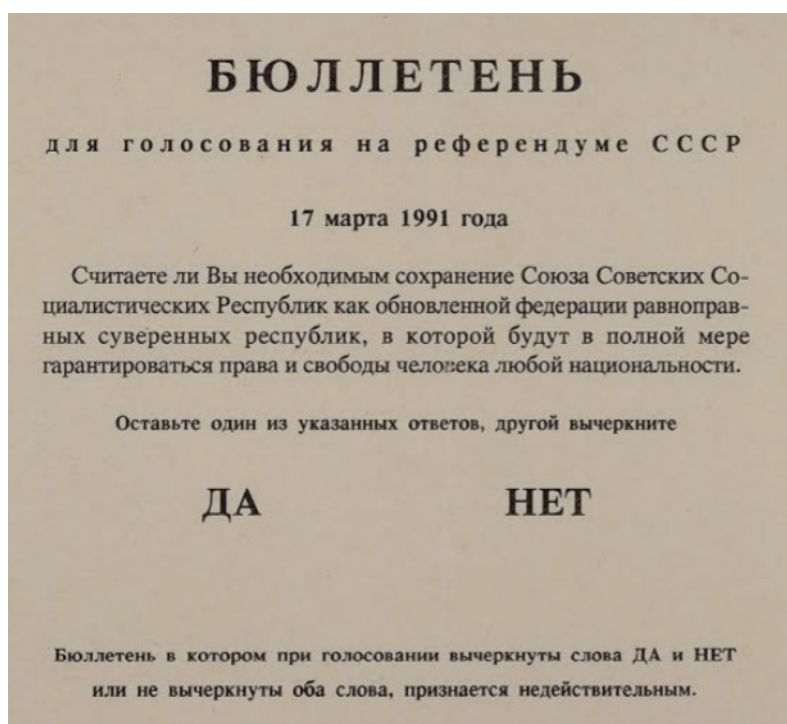 БЮЛЛЕТЕНЬ
для голосования на референдуме СССР
17 марта 1991 года
Считаете ли Вы необходимым сохранение Союза Советских Со-
циалистических Республик как обновленной федерации равноправ-
ных суверенных республик, в которой будут в полной мере
гарантироваться права и свободы человека любой национальности.
Оставьте один из указанных ответов, другой вычеркните
ДА НЕТ
Бюллетень в котором при голосовании вычеркнуты слова ДА и НЕТ
или не вычеркнуты оба слова, признается недействительным.